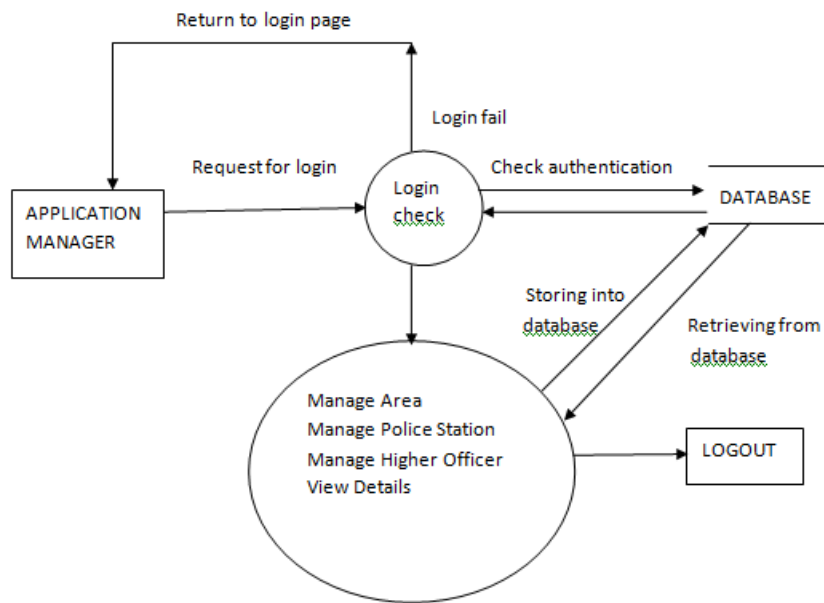 Return to login page
Login fail
Request for login
Check authentication
Login
check
DATABASE
APPLICATION
MANAGER
Storing into
database
Retrieving from
database
Manage Area
Manage Police Station
Manage Higher Officer
View Details
LOGOUT